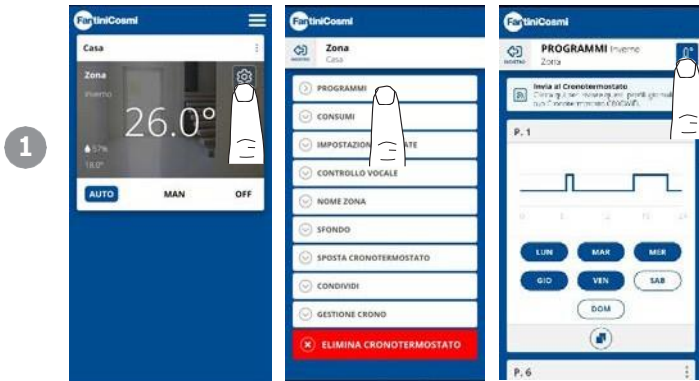 1
FantiniCosmi
Casa
Zona
Inverno
26.0°
57%
18.0°
AUTO MAN OFF
FantiniCosmi
Zona
Casa
PROGRAMMI
CONSUMI
CONTROLLO VOCALE
NOME ZONA
SFONDO
SPOSTA CRONOTERMOSTATO
CONDIVIDI
GESTIONE CRONO
ELIMINA CRONOTERMOSTATO
FantiniCosmi
PROGRAMMI Inverno
Zona
Invia al Cronotermostato
P. 1
LUN MAR MER
GIO VEN SAB
DOM
P. 6